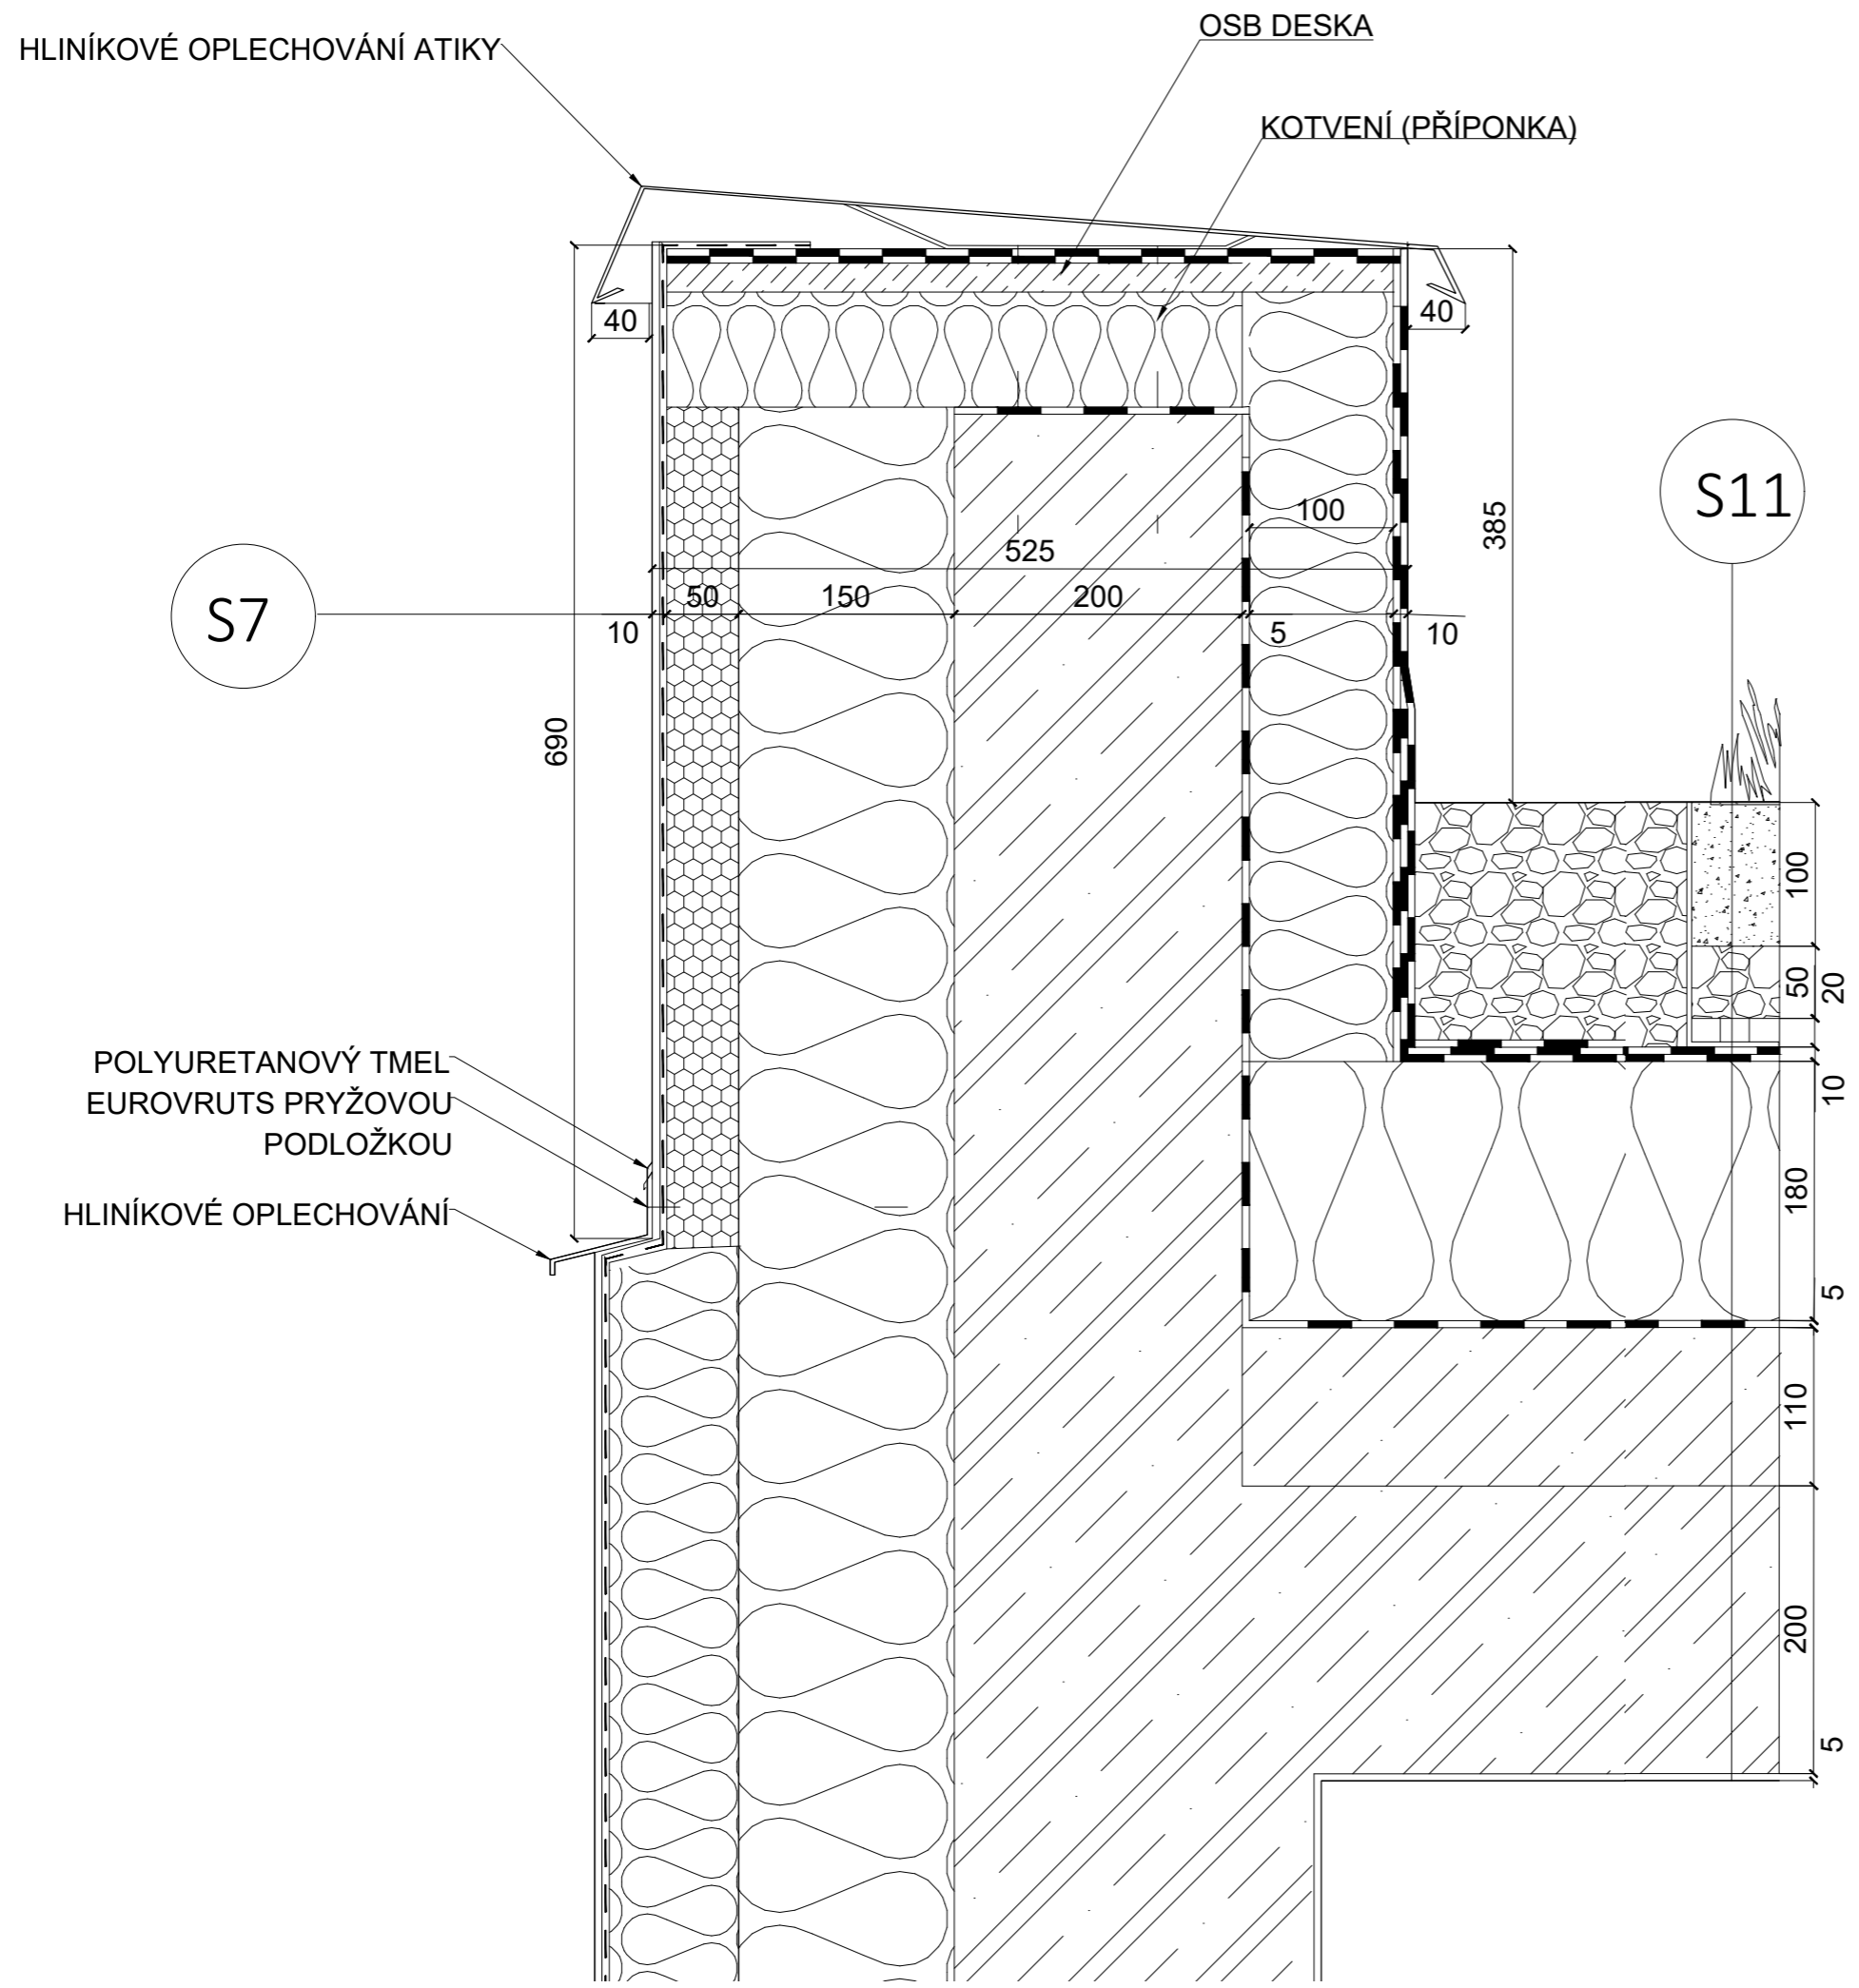 OSB DESKA
HLINÍKOVÉ OPLECHOVÁNÍ ATIKY
KOTVENÍ (PŘÍPONKA)
40
40
S11
100
385
525
S7
50
150
200
10
5
10
690
100
50
20
POLYURETANOVÝ TMEL
EUROVRUTS PRYŽOVOU
PODLOŽKOU
HLINÍKOVÉ OPLECHOVÁNÍ
10
180
5
110
200
5